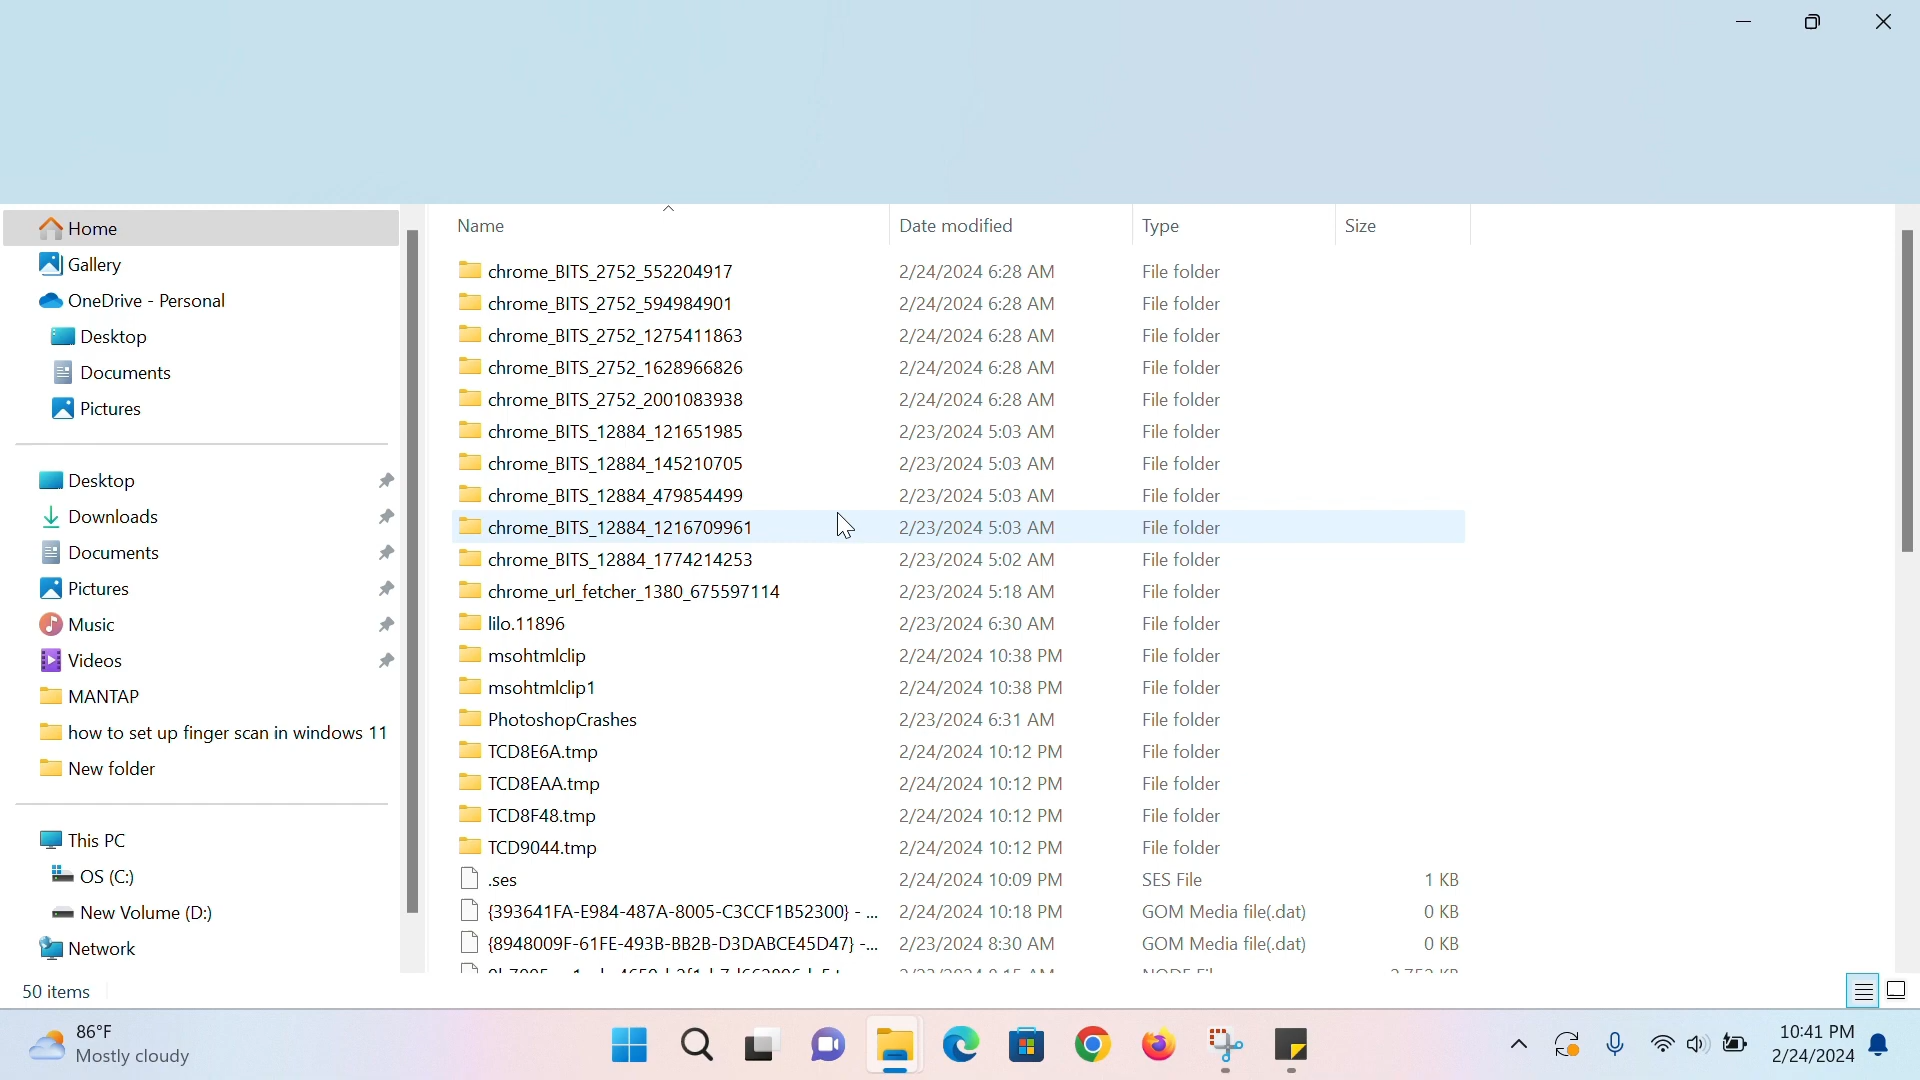 Home
Gallery
OneDrive - Personal
Desktop
Documents
Pictures
Desktop
Downloads
Documents
Pictures
Music
Videos
MANTAP
how to set up finger scan in windows 11
New folder
This PC
OS (C:)
New Volume (D:)
Network
Name Date modified Type Size
chrome_BITS_2752_552204917 2/24/2024 6:28 AM File folder
chrome_BITS_2752_594984901 2/24/2024 6:28 AM File folder
chrome_BITS_2752_1275411863 2/24/2024 6:28 AM File folder
chrome_BITS_2752_1628966826 2/24/2024 6:28 AM File folder
chrome_BITS_2752_2001083938 2/24/2024 6:28 AM File folder
chrome_BITS_12884_121651985 2/23/2024 5:03 AM File folder
chrome_BITS_12884_145210705 2/23/2024 5:03 AM File folder
chrome_BITS_12884_479854499 2/23/2024 5:03 AM File folder
chrome_BITS_12884_1216709961 2/23/2024 5:03 AM File folder
chrome_BITS_12884_1774214253 2/23/2024 5:02 AM File folder
chrome_url_fetcher_1380_675597114 2/23/2024 5:18 AM File folder
lilo.11896 2/23/2024 6:30 AM File folder
msohtmlclip 2/24/2024 10:38 PM File folder
msohtmlclip1 2/24/2024 10:38 PM File folder
PhotoshopCrashes 2/23/2024 6:31 AM File folder
TCD8E6A.tmp 2/24/2024 10:12 PM File folder
TCD8EAA.tmp 2/24/2024 10:12 PM File folder
TCD8F48.tmp 2/24/2024 10:12 PM File folder
TCD9044.tmp 2/24/2024 10:12 PM File folder
.ses 2/24/2024 10:09 PM SES File 1 KB
{393641FA-E984-487A-8005-C3CCF1B52300} - ... 2/24/2024 10:18 PM GOM Media file(.dat) 0 KB
{8948009F-61FE-493B-BB2B-D3DABCE45D47} -... 2/23/2024 8:30 AM GOM Media file(.dat) 0 KB
50 items
86°F
Mostly cloudy
10:41 PM
2/24/2024